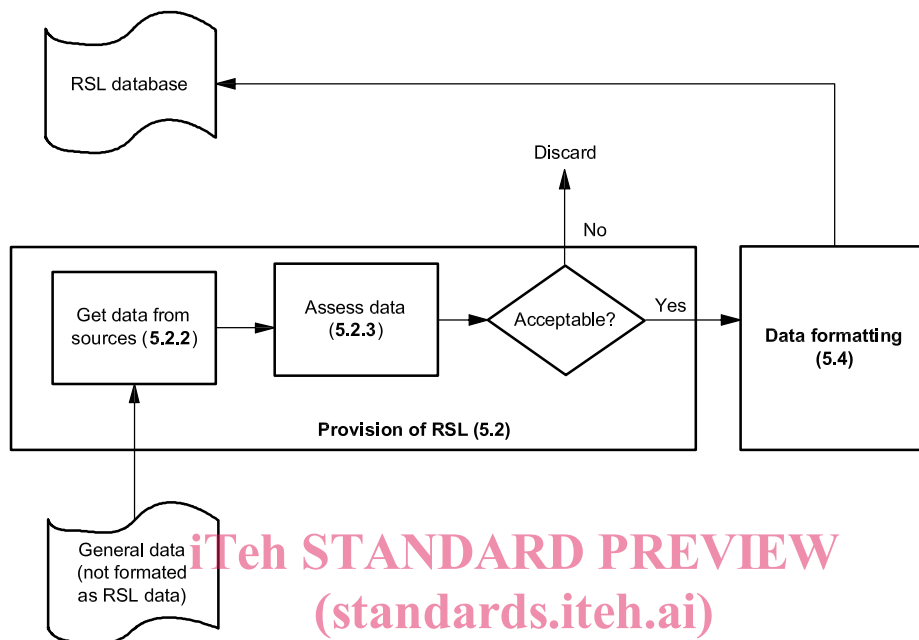 RSL database
Discard
No
Get data from
sources (5.2.2)
Assess data
(5.2.3)
Acceptable?
Yes
Data formatting
(5.4)
Provision of RSL (5.2)
General data
(not formated
as RSL data)
iTeh STANDARD PREVIEW
(standards.iteh.ai)